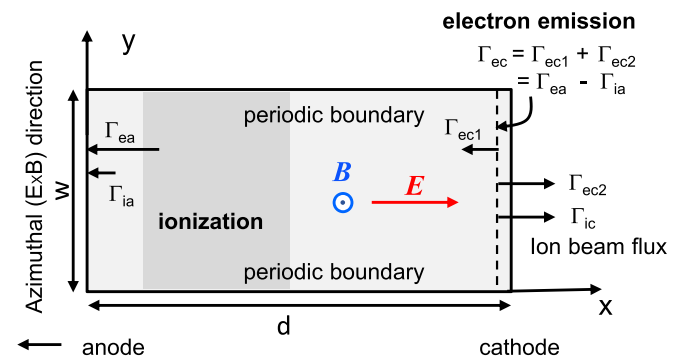 electron emission
Γec = Γec1 + Γec2
= Γea - Γia
y
Azimuthal (ExB) direction
w
periodic boundary
Γea
Γec1
Γia
B
E
Γec2
Γic
ionization
Ion beam flux
periodic boundary
x
d
anode
cathode